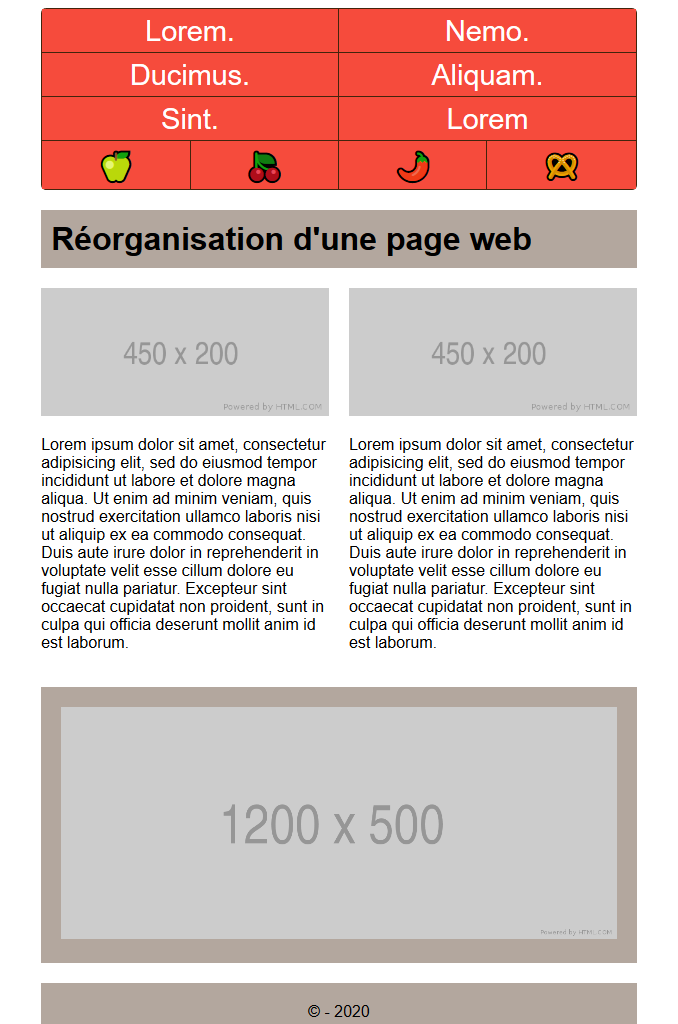 Lorem. Nemo.
Ducimus. Aliquam.
Sint. Lorem
Réorganisation d'une page web
450 x 200
Powered by HTML.COM
450 x 200
Powered by HTML.COM
Lorem ipsum dolor sit amet, consectetur
adipisicing elit, sed do eiusmod tempor
incididunt ut labore et dolore magna
aliqua. Ut enim ad minim veniam, quis
nostrud exercitation ullamco laboris nisi
ut aliquip ex ea commodo consequat.
Duis aute irure dolor in reprehenderit in
voluptate velit esse cillum dolore eu
fugiat nulla pariatur. Excepteur sint
occaecat cupidatat non proident, sunt in
culpa qui officia deserunt mollit anim id
est laborum.
Lorem ipsum dolor sit amet, consectetur
adipisicing elit, sed do eiusmod tempor
incididunt ut labore et dolore magna
aliqua. Ut enim ad minim veniam, quis
nostrud exercitation ullamco laboris nisi
ut aliquip ex ea commodo consequat.
Duis aute irure dolor in reprehenderit in
voluptate velit esse cillum dolore eu
fugiat nulla pariatur. Excepteur sint
occaecat cupidatat non proident, sunt in
culpa qui officia deserunt mollit anim id
est laborum.
1200 x 500
Powered by HTML.COM
© - 2020